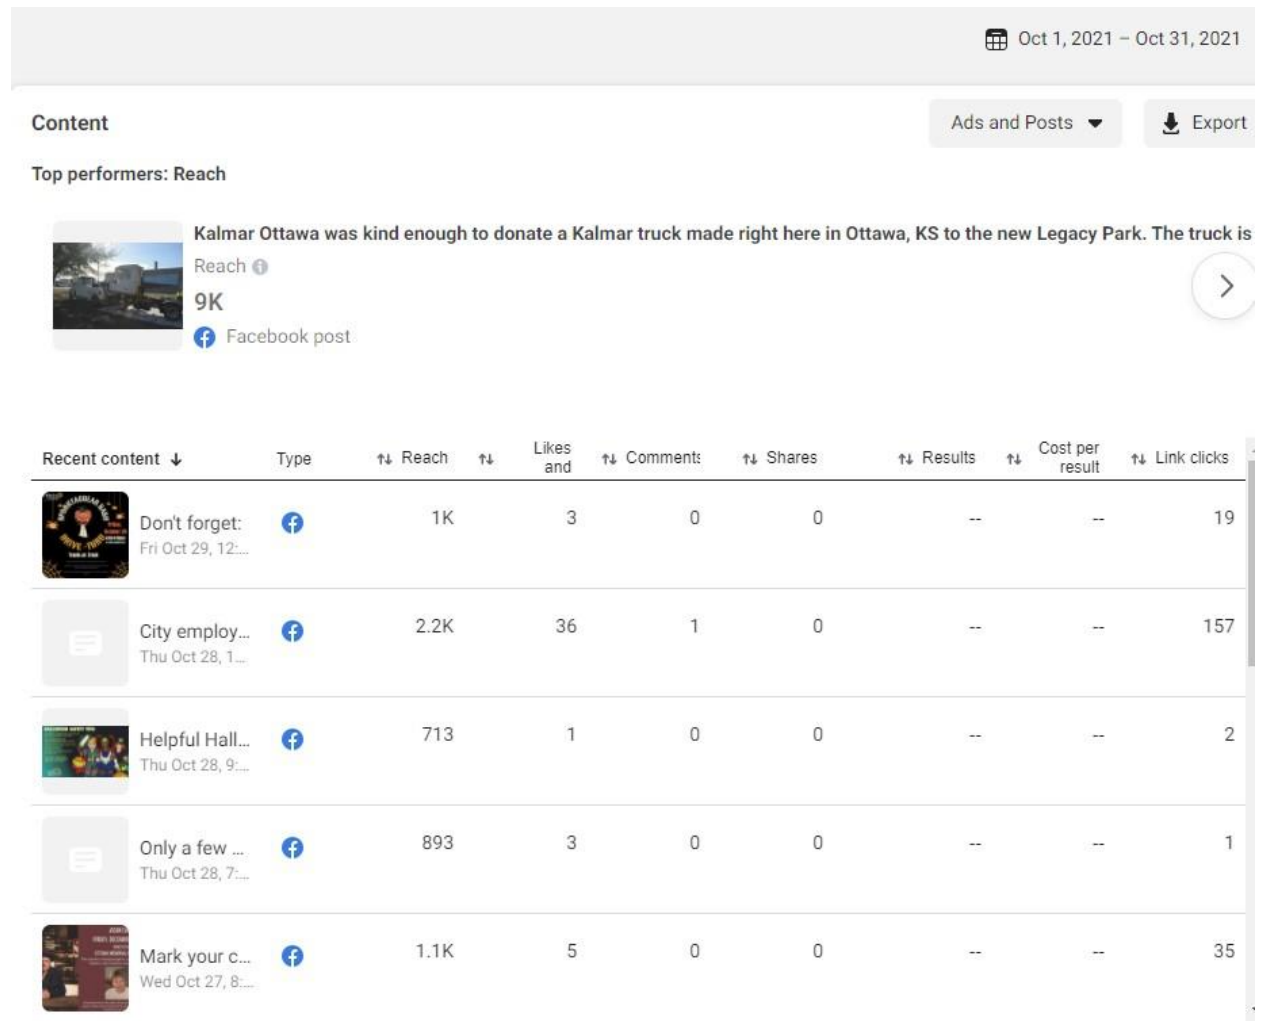 Oct 1, 2021 – Oct 31, 2021
Content
Ads and Posts
Export
Top performers: Reach
Kalmar Ottawa was kind enough to donate a Kalmar truck made right here in Ottawa, KS to the new Legacy Park. The truck is
Reach
9K
Facebook post
Recent content Type Reach Likes and Comments Shares Results Cost per result Link clicks
Don't forget: 1K 3 0 0 -- -- 19
Fri Oct 29, 12:...
City employ... 2.2K 36 1 0 -- -- 157
Thu Oct 28, 1...
Helpful Hall... 713 1 0 0 -- -- 2
Thu Oct 28, 9:...
Only a few ... 893 3 0 0 -- -- 1
Thu Oct 28, 7:...
Mark your c... 1.1K 5 0 0 -- -- 35
Wed Oct 27, 8:...